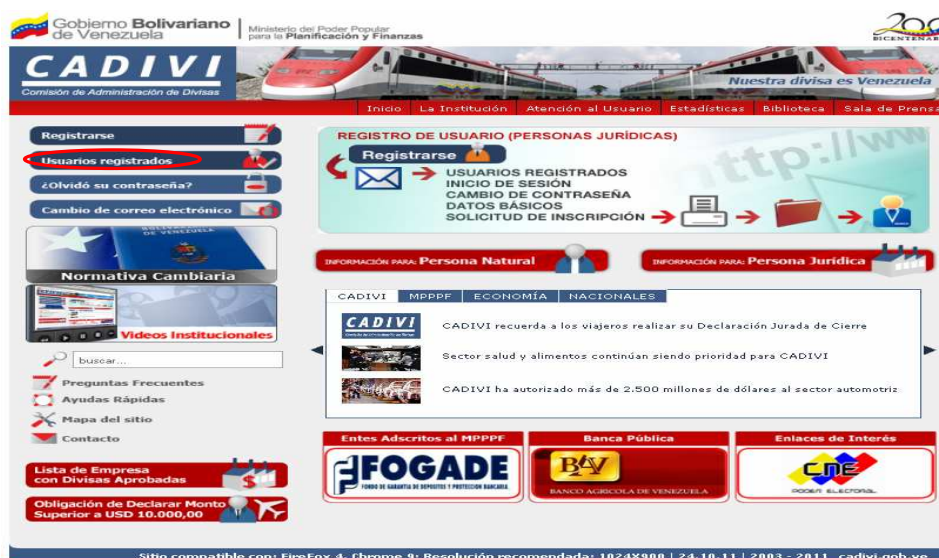 Gobierno Bolivariano
de Venezuela
Ministerio del Poder Popular
para la Planificación y Finanzas
200
BICENTENAR
CADIVI
Comisión de Administración de Divisas
Nuestra divisa es Venezuela
Inicio La Institución Atención al Usuario Estadísticas Biblioteca Sala de Prensa
Registrarse
Usuarios registrados
¿Olvidó su contraseña?
Cambio de correo electrónico
Normativa Cambiaria
Videos Institucionales
buscar...
Preguntas Frecuentes
Ayudas Rápidas
Mapa del sitio
Contacto
Lista de Empresa
con Divisas Aprobadas
Obligación de Declarar Monto
Superior a USD 10.000,00
REGISTRO DE USUARIO (PERSONAS JURÍDICAS)
Registrarse
http://www
USUARIOS REGISTRADOS
INICIO DE SESIÓN
CAMBIO DE CONTRASEÑA
DATOS BÁSICOS
SOLICITUD DE INSCRIPCIÓN
INFORMACIÓN PARA: Persona Natural
INFORMACIÓN PARA: Persona Jurídica
CADIVI MPPPF ECONOMÍA NACIONALES
CADIVI
CADIVI recuerda a los viajeros realizar su Declaración Jurada de Cierre
Sector salud y alimentos continúan siendo prioridad para CADIVI
CADIVI ha autorizado más de 2.500 millones de dólares al sector automotriz
Entes Adscritos al MPPPF
FOGADE
FONDO DE GARANTIA DE DEPOSITOS Y PROTECCION BANCARIA
Banca Pública
BAV
BANCO AGRICOLA DE VENEZUELA
Enlaces de Interés
CNE
PODER ELECTORAL
Sitio compatible con: FireFox 4, Chrome 9; Resolución recomendada: 1024X900 | 24.10.11 | 2003 - 2011 cadivi.gob.ve